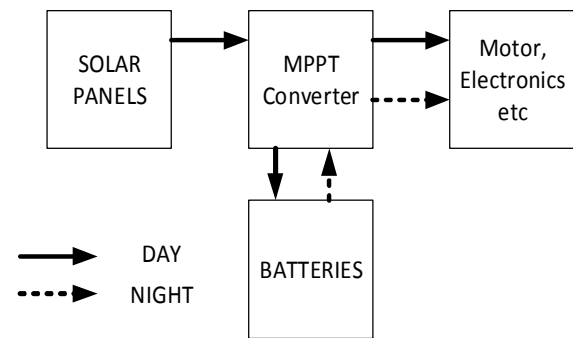 SOLAR
PANELS
MPPT
Converter
Motor,
Electronics
etc
BATTERIES
DAY
NIGHT